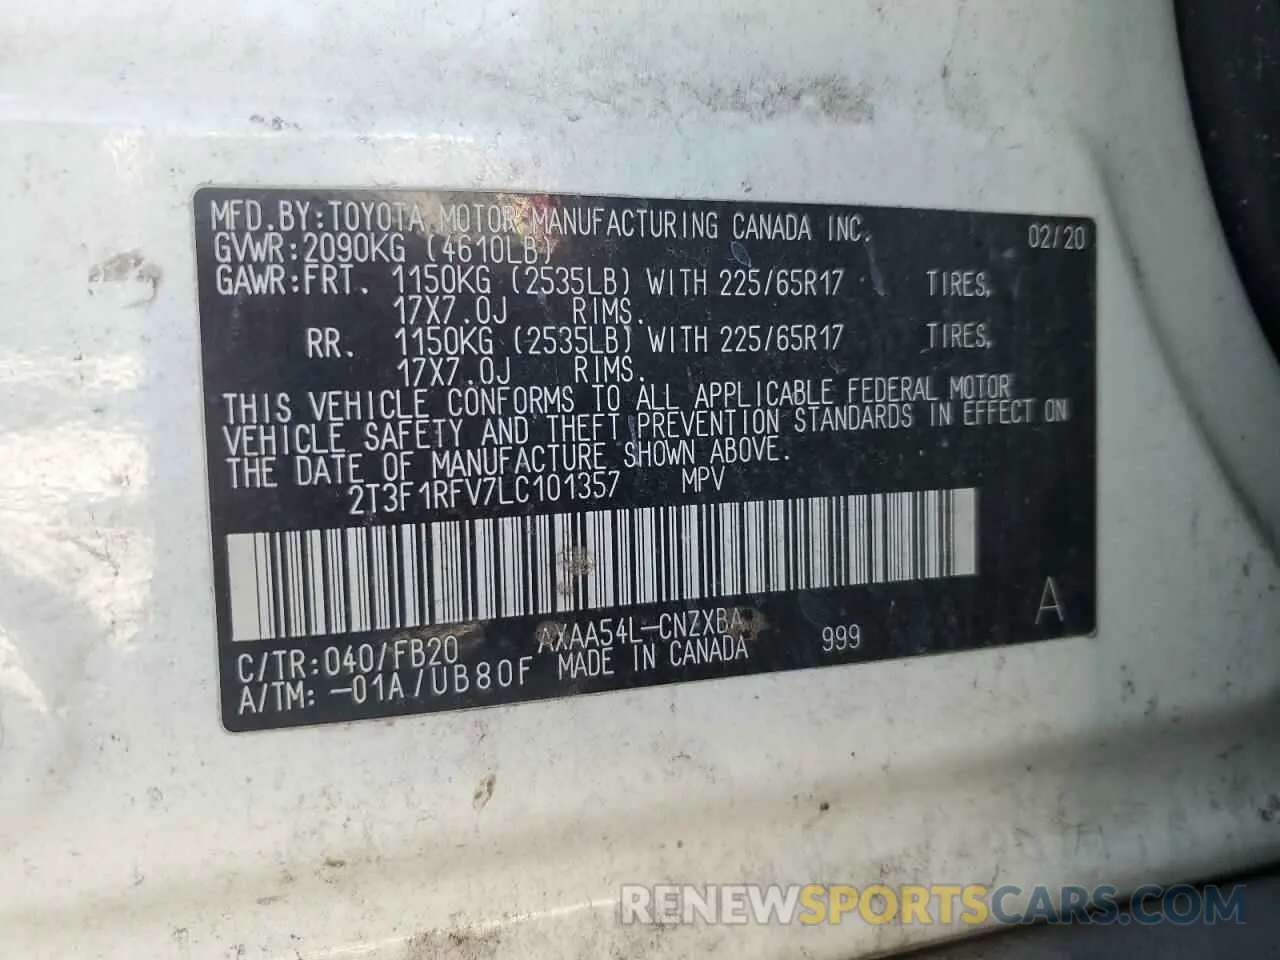 MFD.BY:TOYOTA MOTOR MANUFACTURING CANADA INC. 02/20
GVWR:2090KG (4610LB)
GAWR:FRT. 1150KG (2535LB) WITH 225/65R17 TIRES,
17X7.0J RIMS.
RR. 1150KG (2535LB) WITH 225/65R17 TIRES,
17X7.0J RIMS.
THIS VEHICLE CONFORMS TO ALL APPLICABLE FEDERAL MOTOR
VEHICLE SAFETY AND THEFT PREVENTION STANDARDS IN EFFECT ON
THE DATE OF MANUFACTURE SHOWN ABOVE.
2T3F1RFV7LC101357 MPV
A
C/TR:040/FB20 AXAA54L-CNZXBA 999
A/TM:-01A/UB80F MADE IN CANADA
RENEWSPORTSCARS.COM